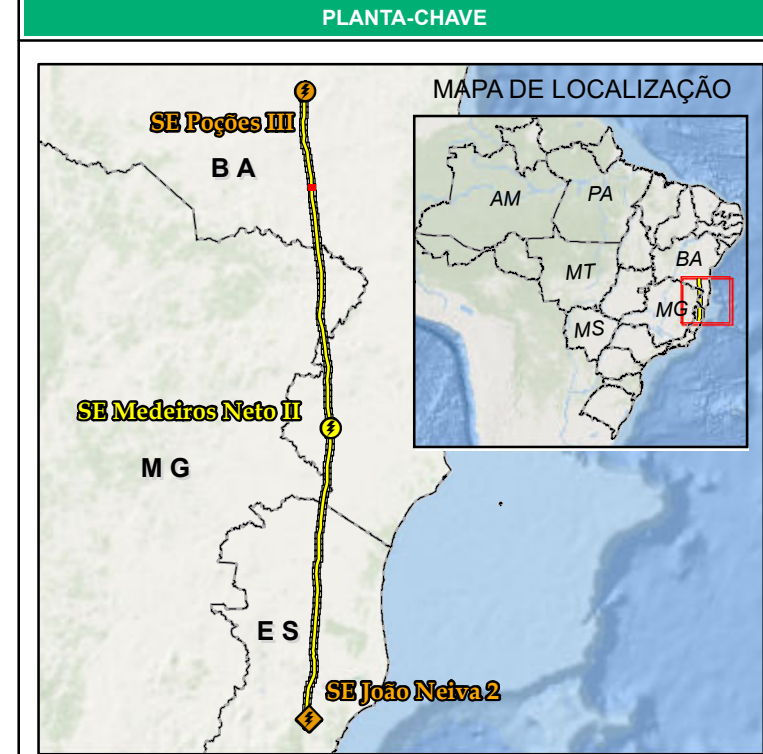 PLANTA-CHAVE
MAPA DE LOCALIZAÇÃO
SE Poções III
B A
AM
PA
BA
MT
MG
MS
SE Medeiros Neto II
M G
E S
SE João Neiva 2